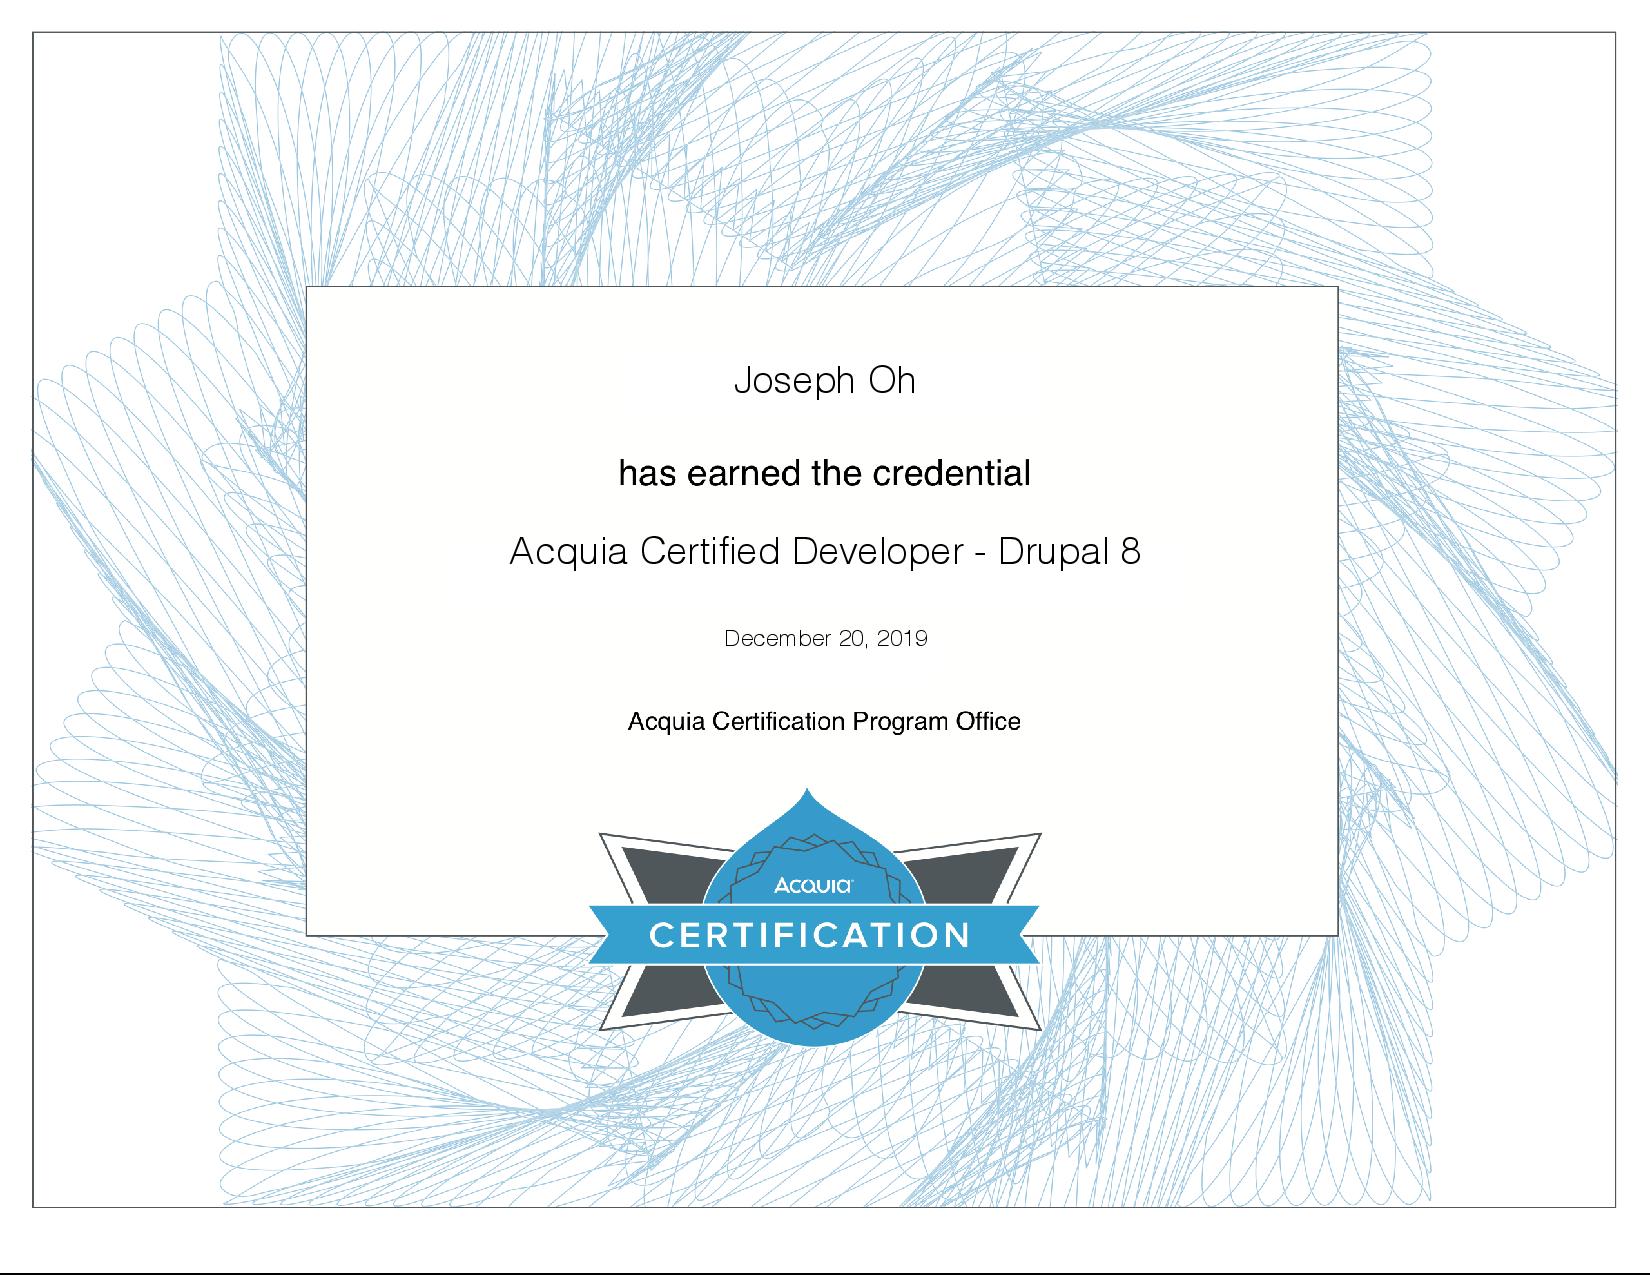 Joseph Oh
has earned the credential
Acquia Certified Developer - Drupal 8
December 20, 2019
Acquia Certification Program Office
Acquia
CERTIFICATION